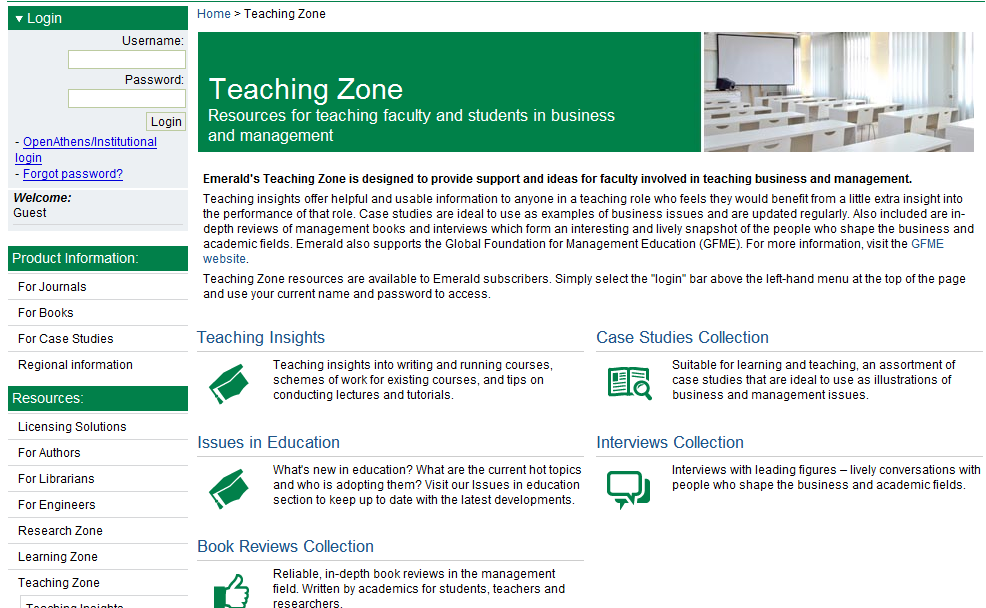 ▼ Login
Username:
Password:
Login
- OpenAthens/Institutional
login
- Forgot password?
Welcome:
Guest
Product Information:
For Journals
For Books
For Case Studies
Regional information
Resources:
Licensing Solutions
For Authors
For Librarians
For Engineers
Research Zone
Learning Zone
Teaching Zone
Teaching Insights
Home > Teaching Zone
Teaching Zone
Resources for teaching faculty and students in business
and management
Emerald's Teaching Zone is designed to provide support and ideas for faculty involved in teaching business and management.
Teaching insights offer helpful and usable information to anyone in a teaching role who feels they would benefit from a little extra insight into
the performance of that role. Case studies are ideal to use as examples of business issues and are updated regularly. Also included are in-
depth reviews of management books and interviews which form an interesting and lively snapshot of the people who shape the business and
academic fields. Emerald also supports the Global Foundation for Management Education (GFME). For more information, visit the GFME
website.
Teaching Zone resources are available to Emerald subscribers. Simply select the "login" bar above the left-hand menu at the top of the page
and use your current name and password to access.
Teaching Insights
Teaching insights into writing and running courses,
schemes of work for existing courses, and tips on
conducting lectures and tutorials.
Case Studies Collection
Suitable for learning and teaching, an assortment of
case studies that are ideal to use as illustrations of
business and management issues.
Issues in Education
What's new in education? What are the current hot topics
and who is adopting them? Visit our Issues in education
section to keep up to date with the latest developments.
Interviews Collection
Interviews with leading figures – lively conversations with
people who shape the business and academic fields.
Book Reviews Collection
Reliable, in-depth book reviews in the management
field. Written by academics for students, teachers and
researchers.